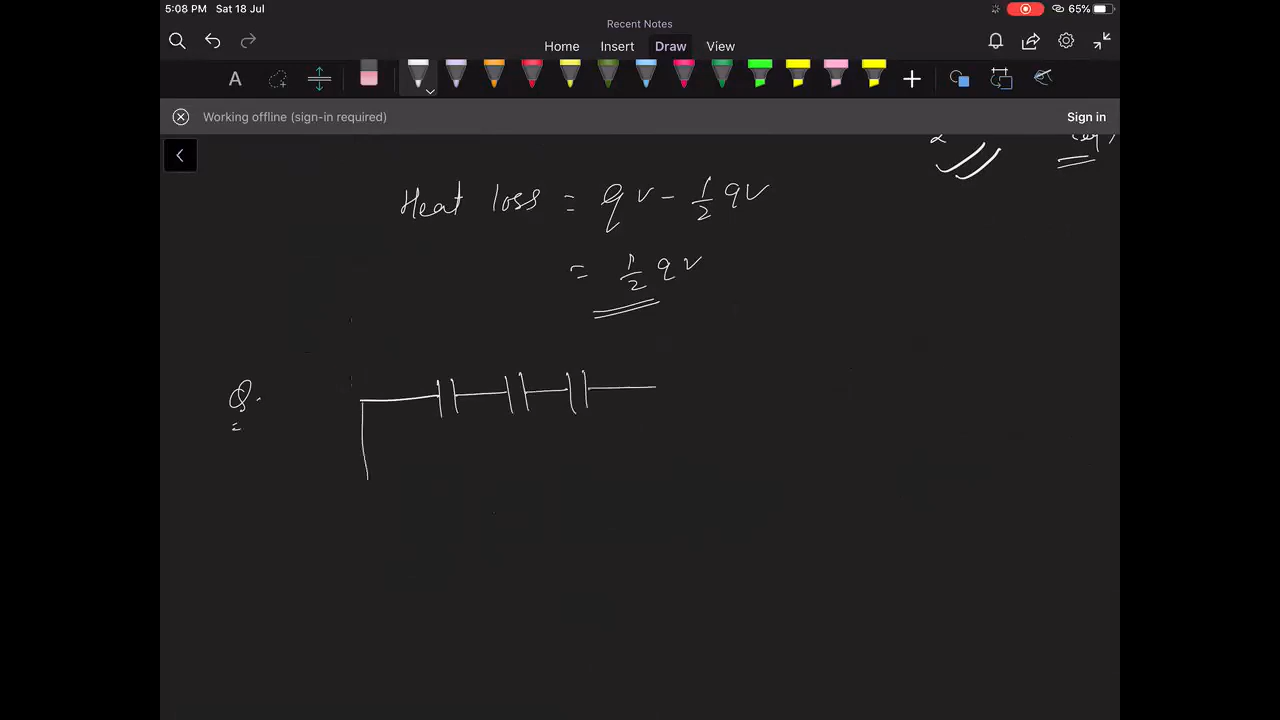 5:08 PM Sat 18 Jul 65%
Recent Notes
Home Insert Draw View
A
Working offline (sign-in required) Sign in
Heat loss = qv - 1/2 qv
= 1/2 qv
Q.